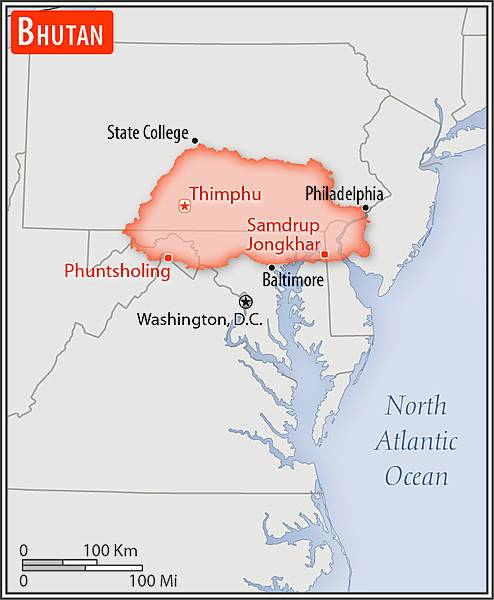 BHUTAN
State College
Thimphu
Philadelphia
Samdrup
Jongkhar
Phuntsholing
Baltimore
Washington, D.C.
North
Atlantic
Ocean
0 100 Km
0 100 Mi